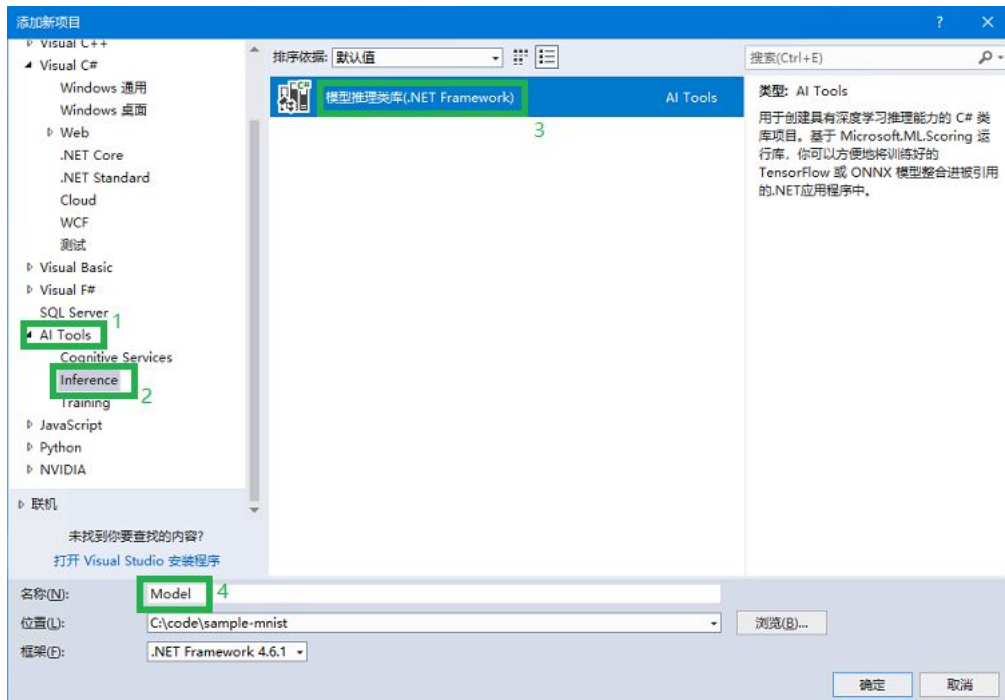 添加新项目
?
Visual C++
Visual C#
Windows 通用
Windows 桌面
Web
.NET Core
.NET Standard
Cloud
WCF
测试
Visual Basic
Visual F#
SQL Server
1
AI Tools
Cognitive Services
Inference
2
Training
JavaScript
Python
NVIDIA
联机
未找到你要查找的内容?
打开 Visual Studio 安装程序
排序依据: 默认值
C#
模型推理类库(.NET Framework)
AI Tools
3
搜索(Ctrl+E)
类型: AI Tools
用于创建具有深度学习推理能力的 C# 类
库项目。基于 Microsoft.ML.Scoring 运
行库，你可以方便地将训练好的
TensorFlow 或 ONNX 模型整合进被引用
的.NET应用程序中。
名称(N): Model 4
位置(L): C:\code\sample-mnist 浏览(B)...
框架(F): .NET Framework 4.6.1
确定 取消